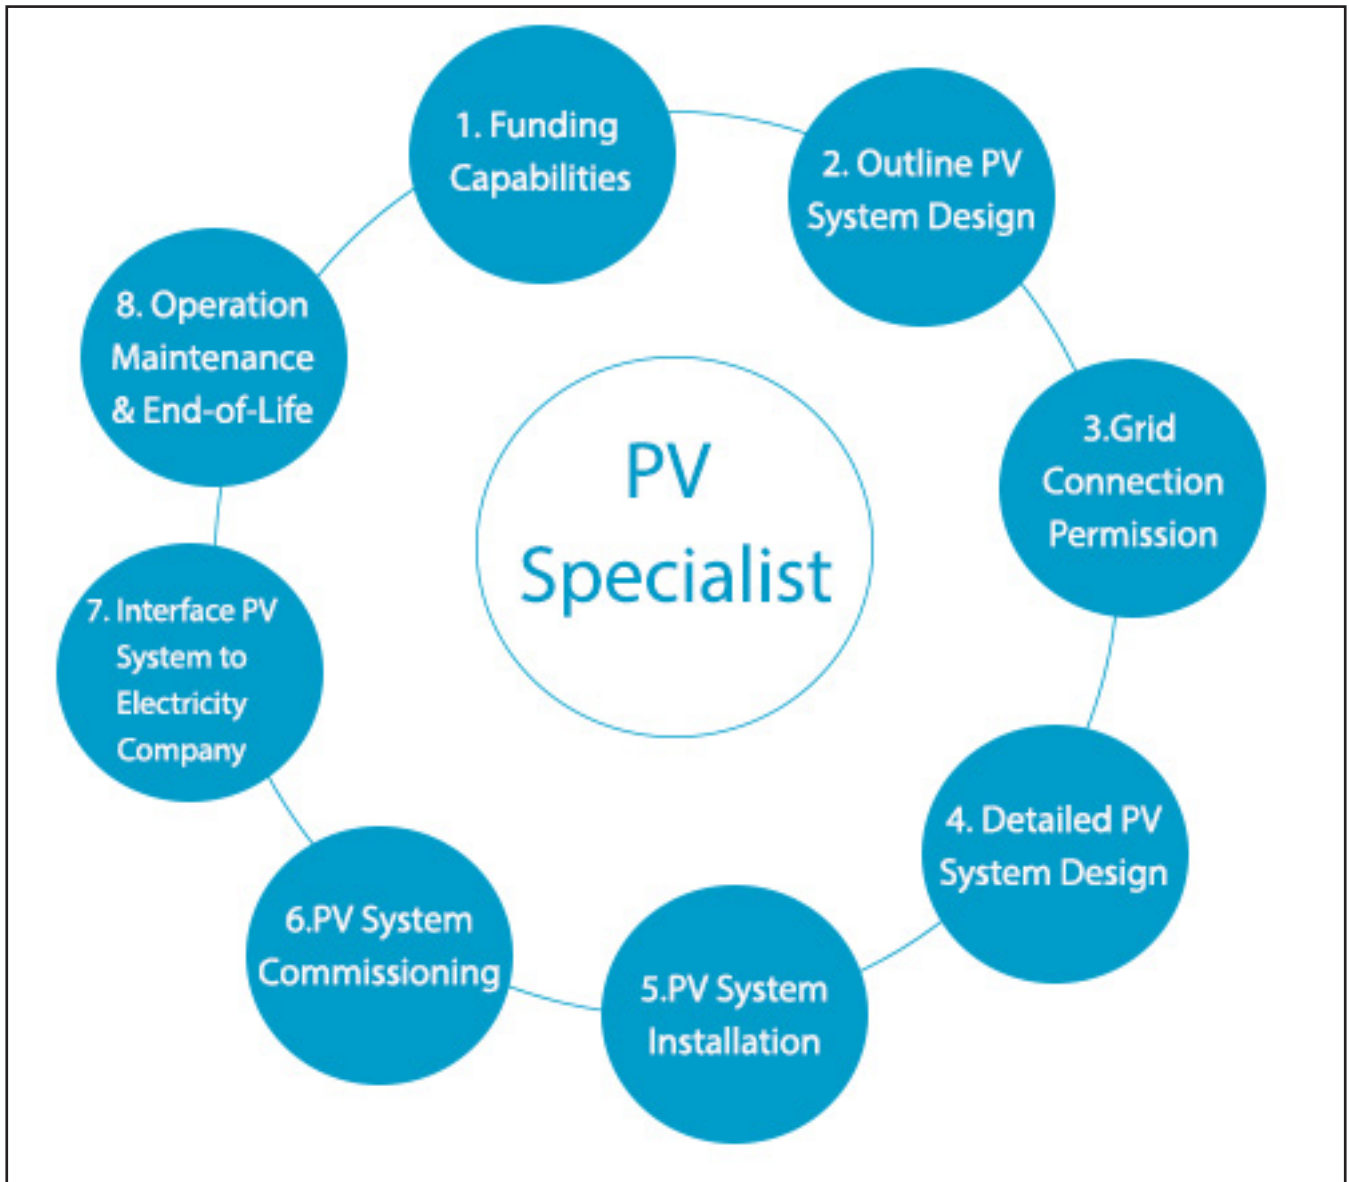 1. Funding
Capabilities
2. Outline PV
System Design
3.Grid
Connection
Permission
4. Detailed PV
System Design
5.PV System
Installation
6.PV System
Commissioning
7. Interface PV
System to
Electricity
Company
8. Operation
Maintenance
& End-of-Life
PV
Specialist